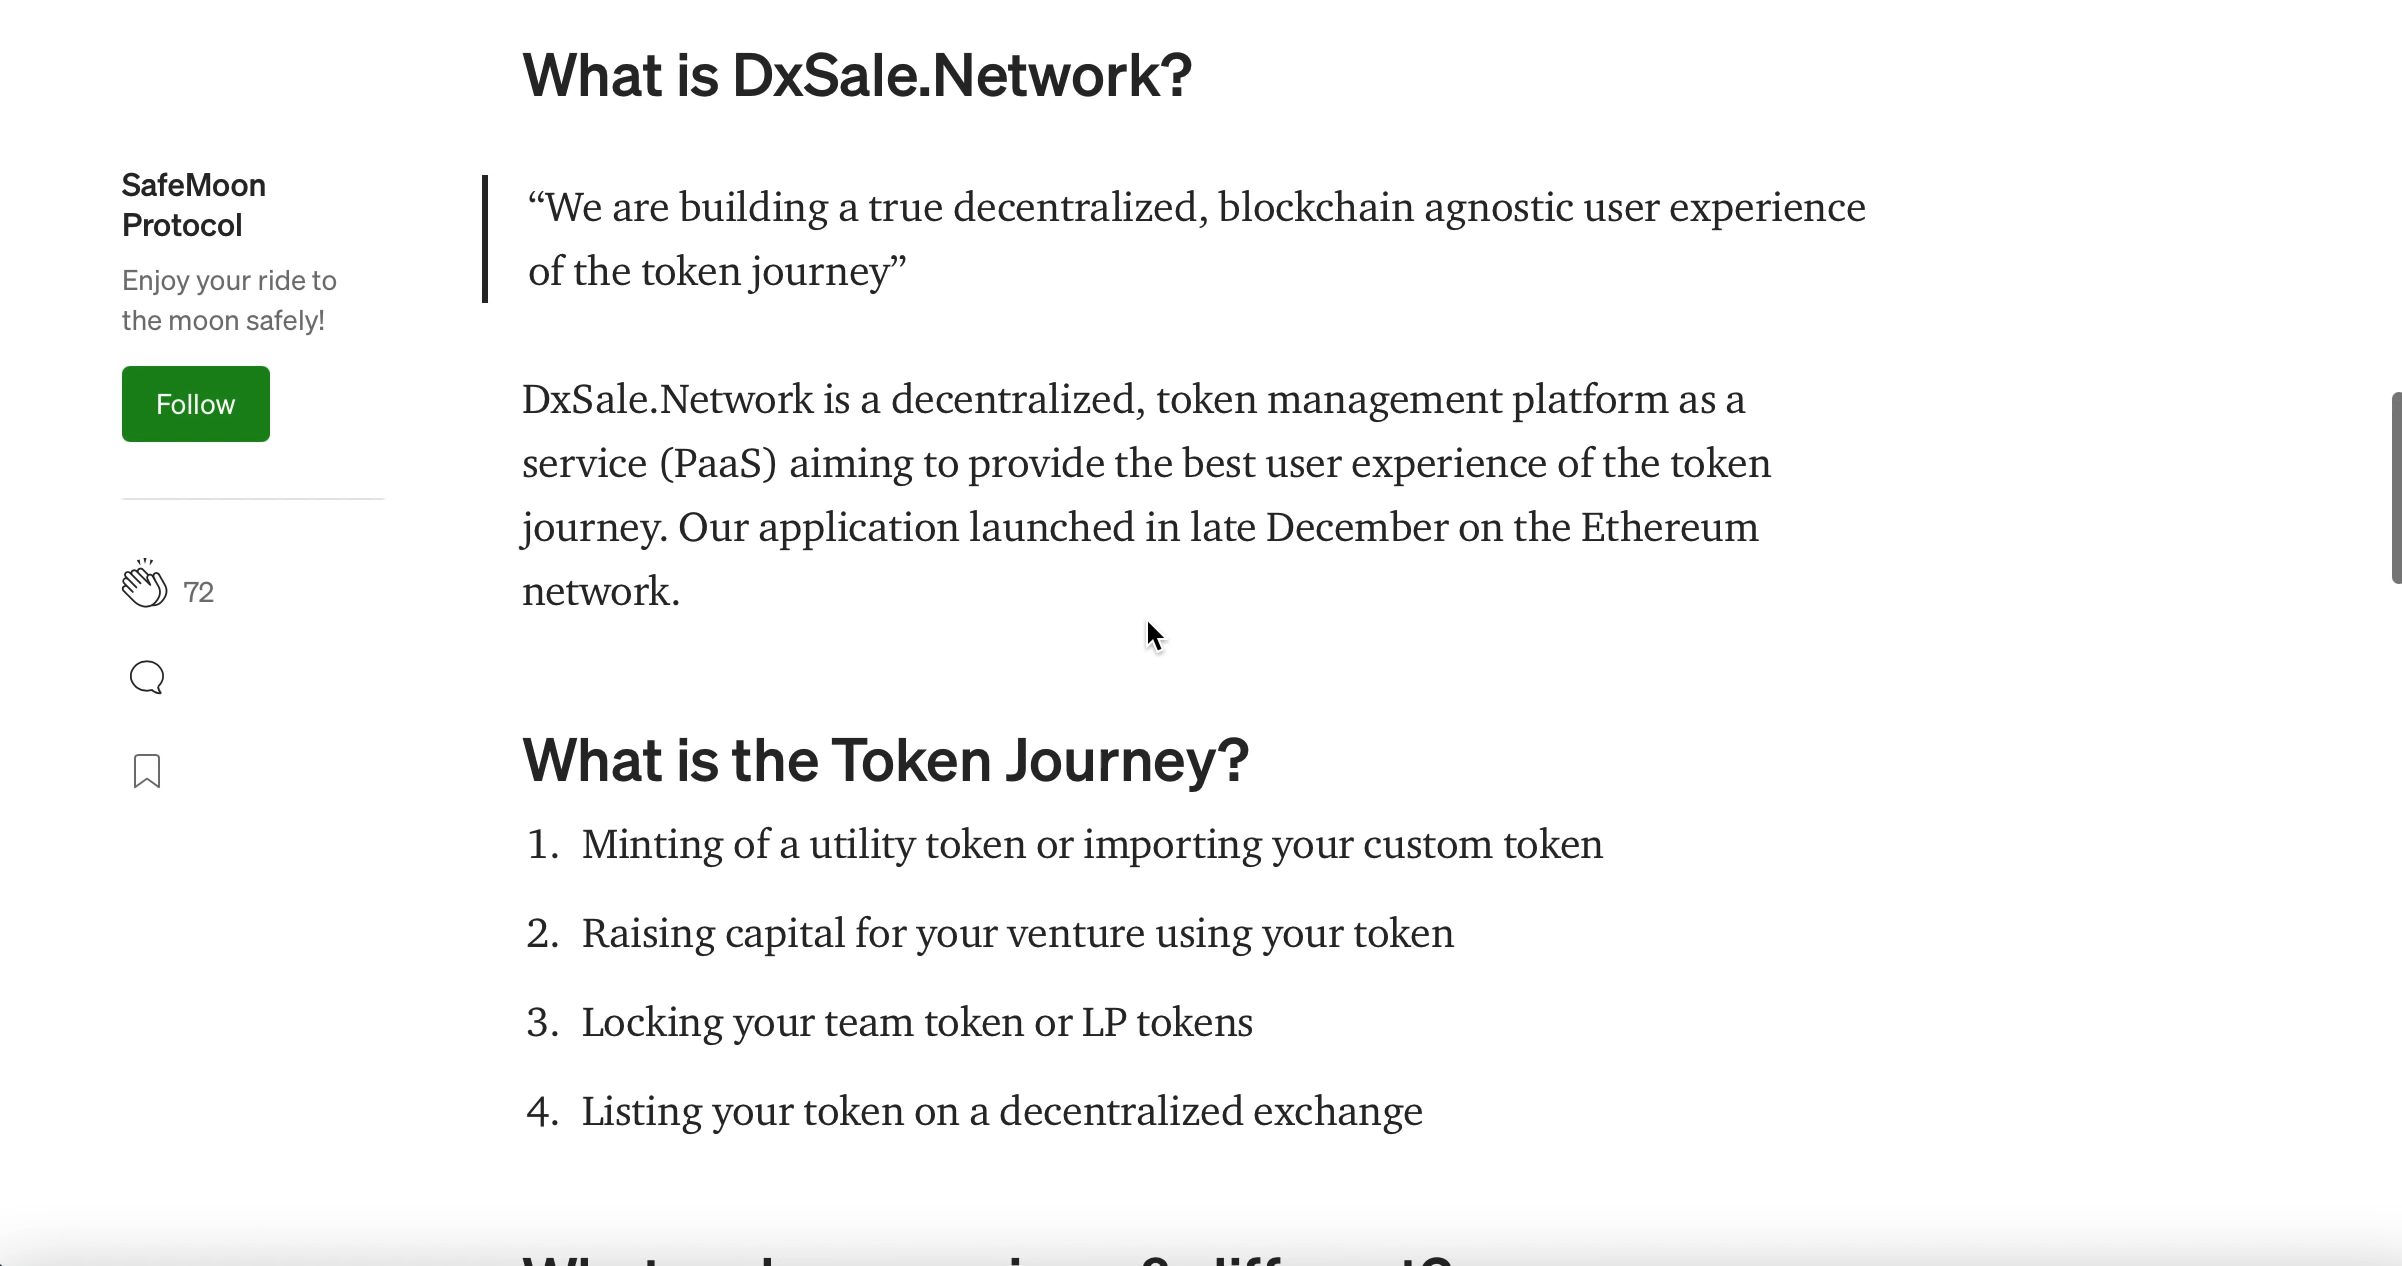 What is DxSale.Network?
SafeMoon
Protocol
Enjoy your ride to
the moon safely!
Follow
72
“We are building a true decentralized, blockchain agnostic user experience
of the token journey”
DxSale.Network is a decentralized, token management platform as a
service (PaaS) aiming to provide the best user experience of the token
journey. Our application launched in late December on the Ethereum
network.
What is the Token Journey?
1. Minting of a utility token or importing your custom token
2. Raising capital for your venture using your token
3. Locking your team token or LP tokens
4. Listing your token on a decentralized exchange